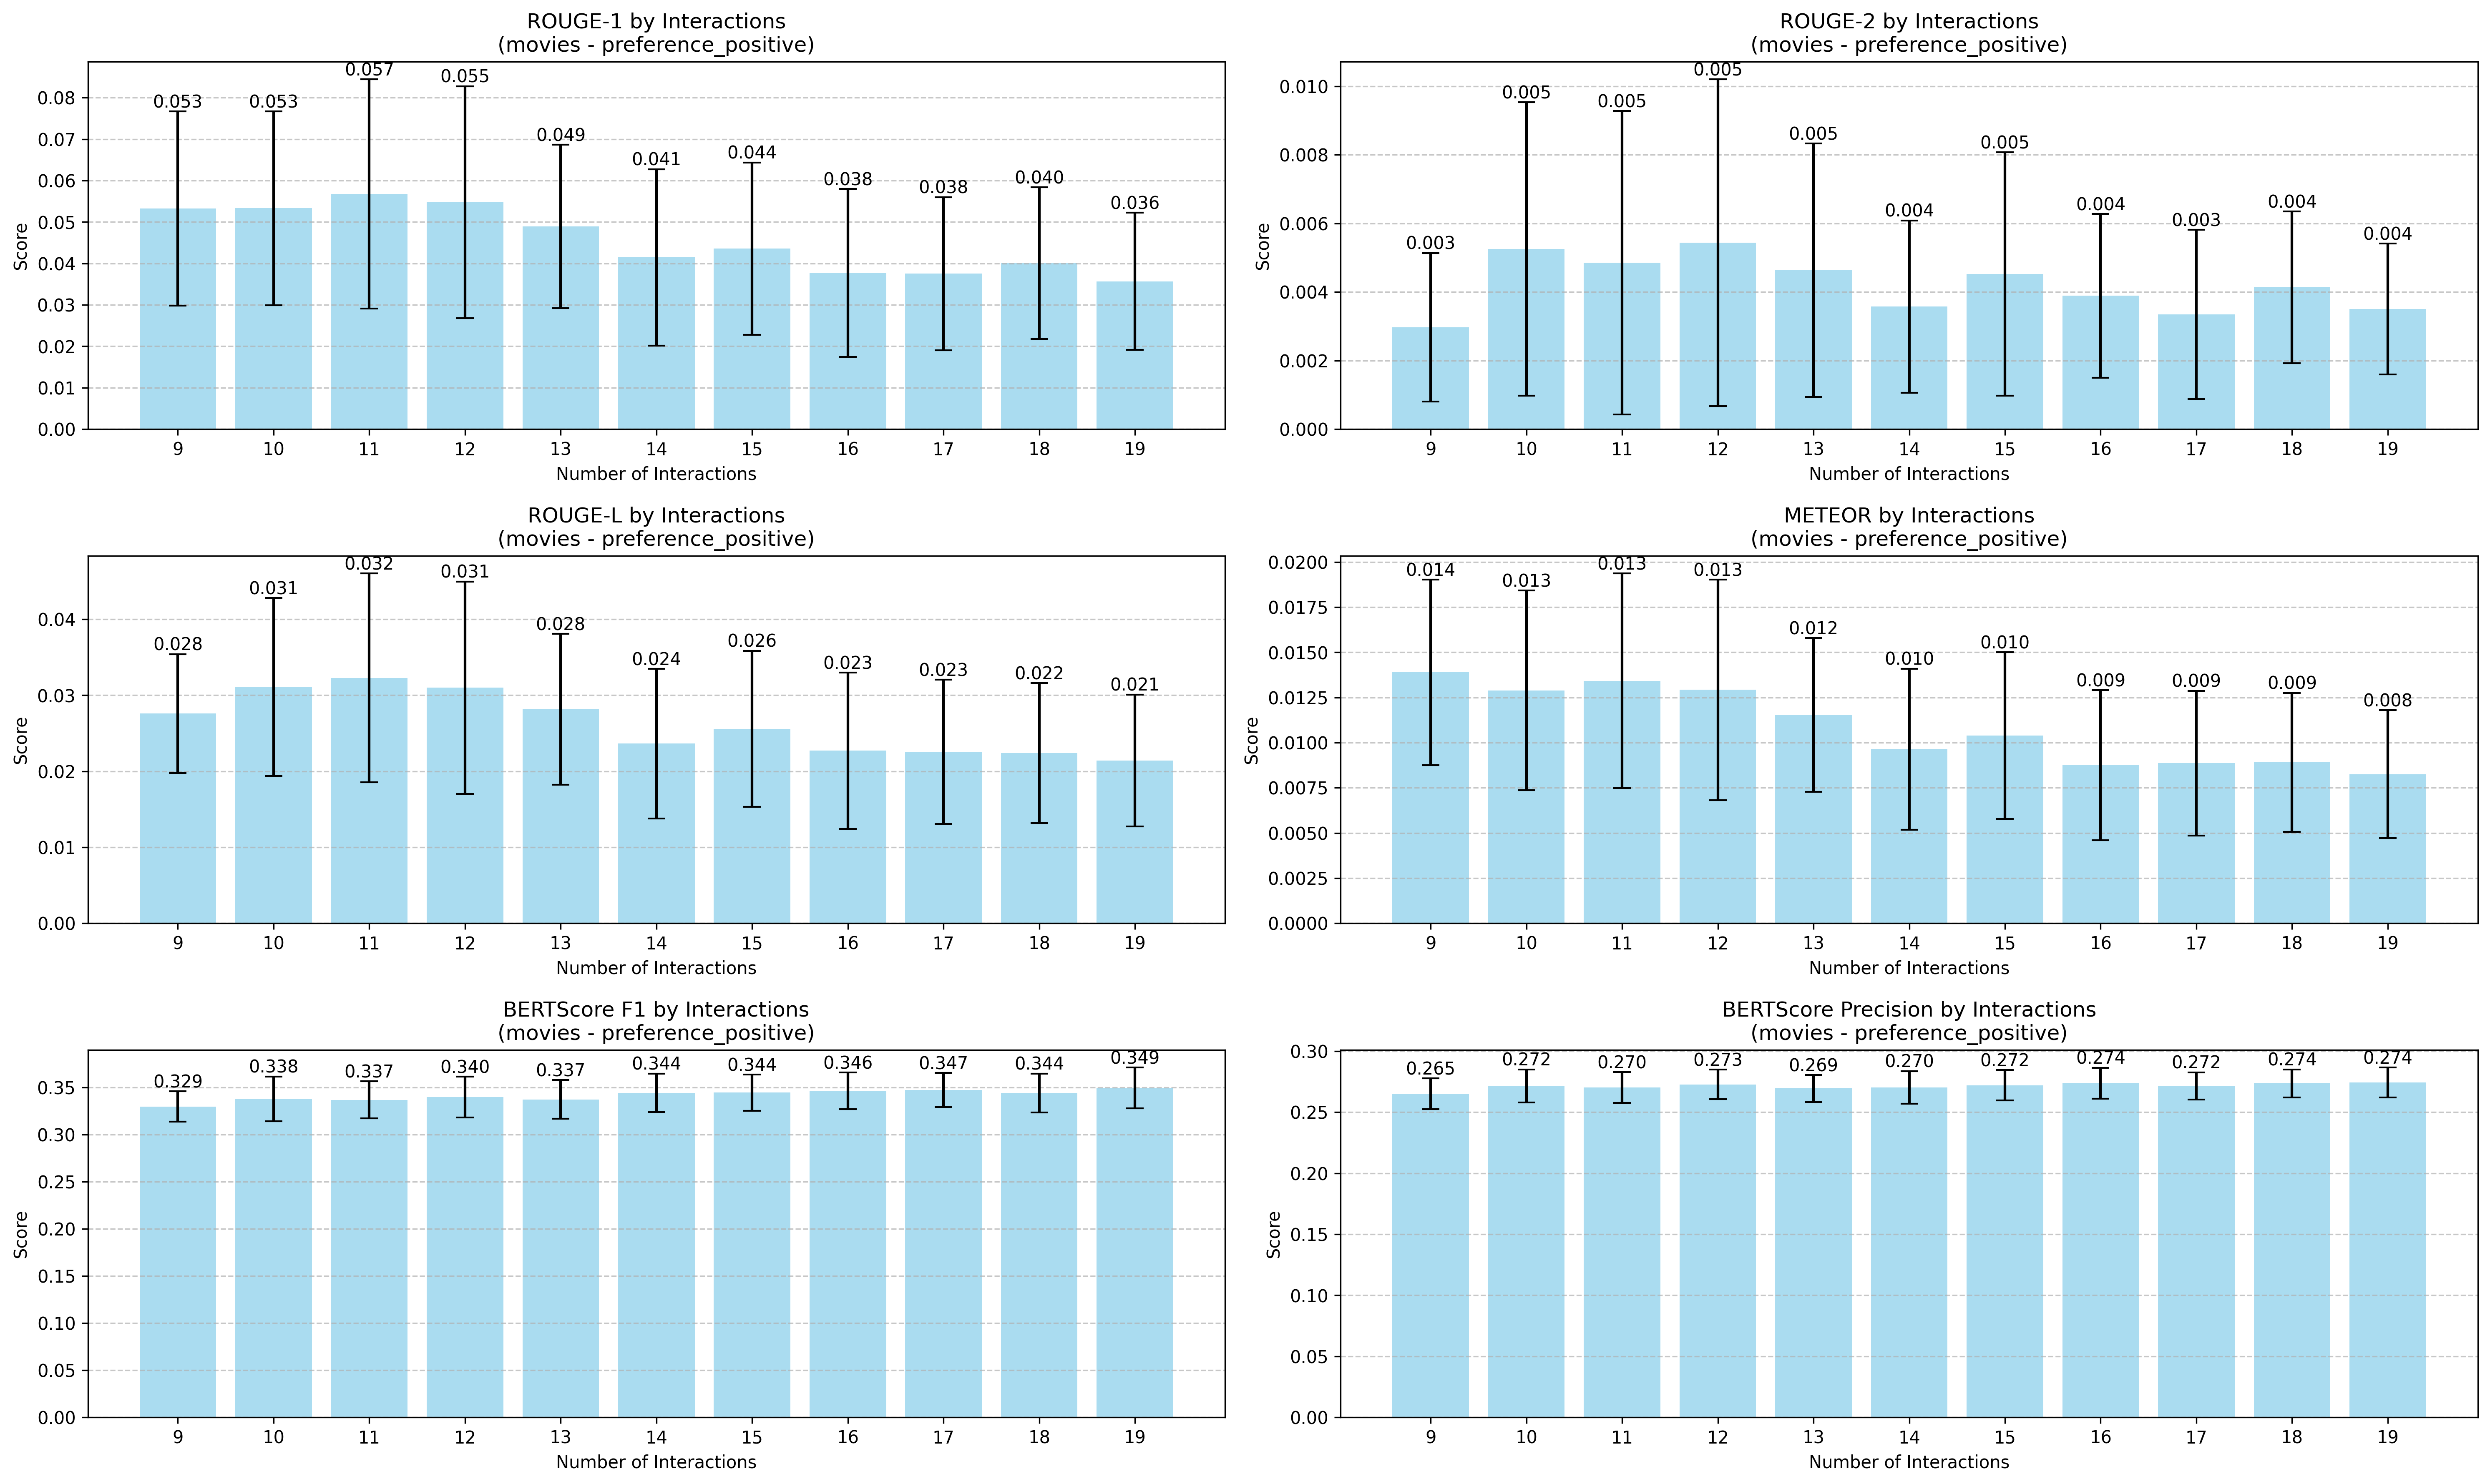 ROUGE-1 by Interactions
(movies - preference_positive)
Score
0.08
0.07
0.06
0.05
0.04
0.03
0.02
0.01
0.00
0.053 0.053 0.057 0.055 0.049 0.041 0.044 0.038 0.038 0.040 0.036
9 10 11 12 13 14 15 16 17 18 19
Number of Interactions
ROUGE-2 by Interactions
(movies - preference_positive)
Score
0.010
0.008
0.006
0.004
0.002
0.000
0.003 0.005 0.005 0.005 0.005 0.004 0.005 0.004 0.003 0.004 0.004
9 10 11 12 13 14 15 16 17 18 19
Number of Interactions
ROUGE-L by Interactions
(movies - preference_positive)
Score
0.04
0.03
0.02
0.01
0.00
0.028 0.031 0.032 0.031 0.028 0.024 0.026 0.023 0.023 0.022 0.021
9 10 11 12 13 14 15 16 17 18 19
Number of Interactions
METEOR by Interactions
(movies - preference_positive)
Score
0.0200
0.0175
0.0150
0.0125
0.0100
0.0075
0.0050
0.0025
0.0000
0.014 0.013 0.013 0.013 0.012 0.010 0.010 0.009 0.009 0.009 0.008
9 10 11 12 13 14 15 16 17 18 19
Number of Interactions
BERTScore F1 by Interactions
(movies - preference_positive)
Score
0.35
0.30
0.25
0.20
0.15
0.10
0.05
0.00
0.329 0.338 0.337 0.340 0.337 0.344 0.344 0.346 0.347 0.344 0.349
9 10 11 12 13 14 15 16 17 18 19
Number of Interactions
BERTScore Precision by Interactions
(movies - preference_positive)
Score
0.30
0.25
0.20
0.15
0.10
0.05
0.00
0.265 0.272 0.270 0.273 0.269 0.270 0.272 0.274 0.272 0.274 0.274
9 10 11 12 13 14 15 16 17 18 19
Number of Interactions